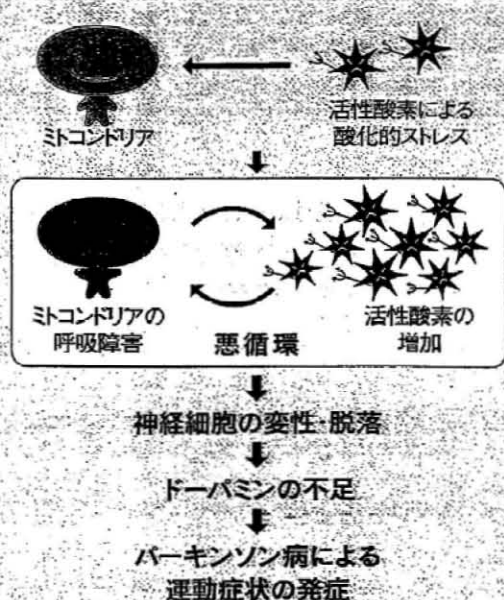 ミトコンドリア
活性酸素による
酸化的ストレス
ミトコンドリアの
呼吸障害
悪循環
活性酸素の
増加
神経細胞の変性・脱落
ドーパミンの不足
パーキンソン病による
運動症状の発症